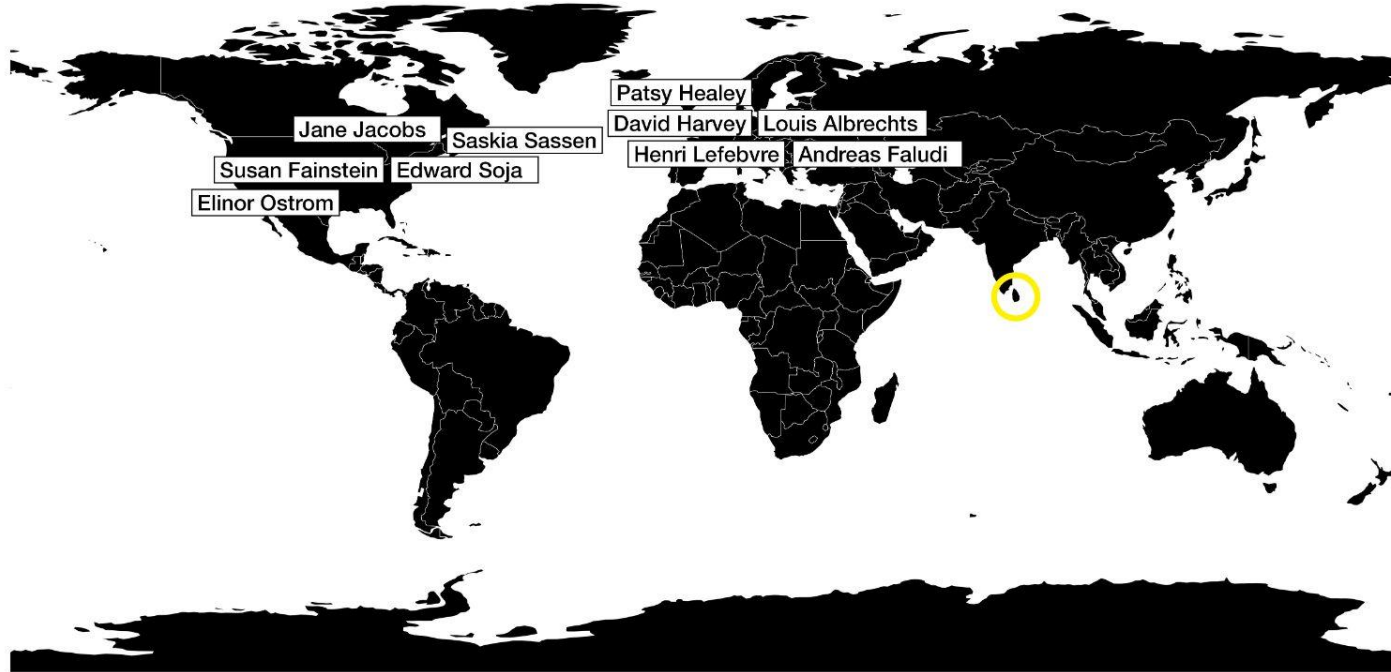 Patsy Healey
Jane Jacobs
David Harvey
Louis Albrechts
Saskia Sassen
Henri Lefebvre
Andreas Faludi
Susan Fainstein
Edward Soja
Elinor Ostrom